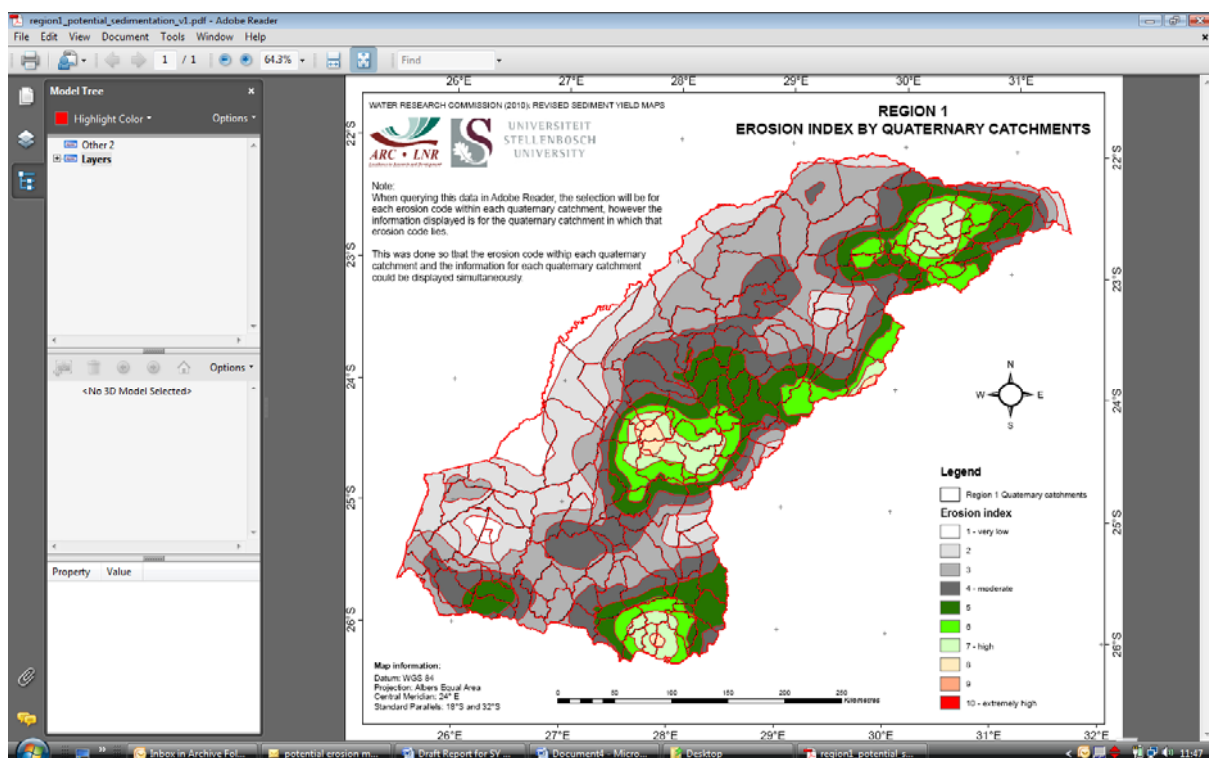 region1_potential_sedimentation_v1.pdf - Adobe Reader
File Edit View Document Tools Window Help
1 / 1 64.3% Find
Model Tree
Highlight Color Options
Other 2
Layers
Options
<No 3D Model Selected>
Property Value
26°E 27°E 28°E 29°E 30°E 31°E
WATER RESEARCH COMMISSION (2010): REVISED SEDIMENT YIELD MAPS
REGION 1
EROSION INDEX BY QUATERNARY CATCHMENTS
ARC • LNR
UNIVERSITEIT
STELLENBOSCH
UNIVERSITY
Note:
When querying this data in Adobe Reader, the selection will be for
each erosion code within each quaternary catchment, however the
information displayed is for the quaternary catchment in which that
erosion code lies.
This was done so that the erosion code within each quaternary
catchment and the information for each quaternary catchment
could be displayed simultaneously.
22°S
23°S
24°S
25°S
26°S
22°S
23°S
24°S
25°S
26°S
N
W E
S
Legend
Region 1 Quaternary catchments
Erosion index
1 - very low
2
3
4 - moderate
5
6
7 - high
8
9
10 - extremely high
Map information:
Datum: WGS 84
Projection: Albers Equal Area
Central Meridian: 24° E
Standard Parallels: 18°S and 32°S
0 50 100 150 200 250
Kilometres
26°E 27°E 28°E 29°E 30°E 31°E 32°E
Inbox in Archive Fol... potential erosion m... Draft Report for SY ... Document4 - Micro... Desktop region1_potential_s... 11:47